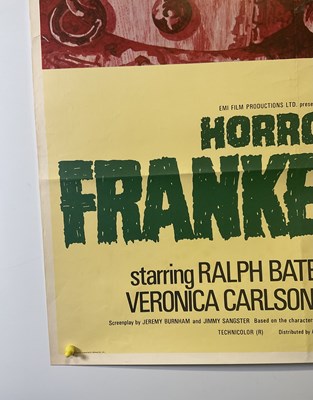 EMI FILM PRODUCTIONS LTD. prese
HORRO
FRANKE
starring RALPH BATE
VERONICA CARLSON
Screenplay by JEREMY BURNHAM and JIMMY SANGSTER Based on the character
TECHNICOLOR (R) Distributed by